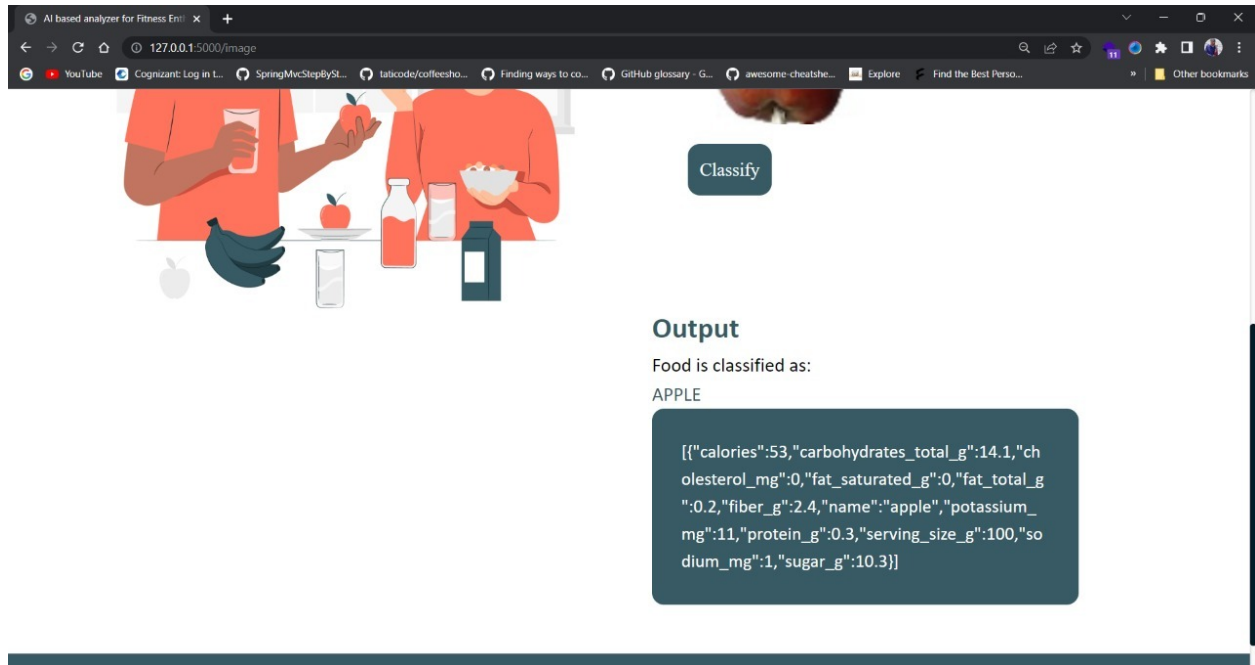 AI based analyzer for Fitness Enth
127.0.0.1:5000/image
11
YouTube
Cognizant: Log in t...
SpringMvcStepBySt...
taticode/coffeesho...
Finding ways to co...
GitHub glossary - G...
awesome-cheatshe...
Explore
Find the Best Perso...
»
Other bookmarks
Classify
Output
Food is classified as:
APPLE
[{"calories":53,"carbohydrates_total_g":14.1,"ch
olesterol_mg":0,"fat_saturated_g":0,"fat_total_g
":0.2,"fiber_g":2.4,"name":"apple","potassium_
mg":11,"protein_g":0.3,"serving_size_g":100,"so
dium_mg":1,"sugar_g":10.3}]